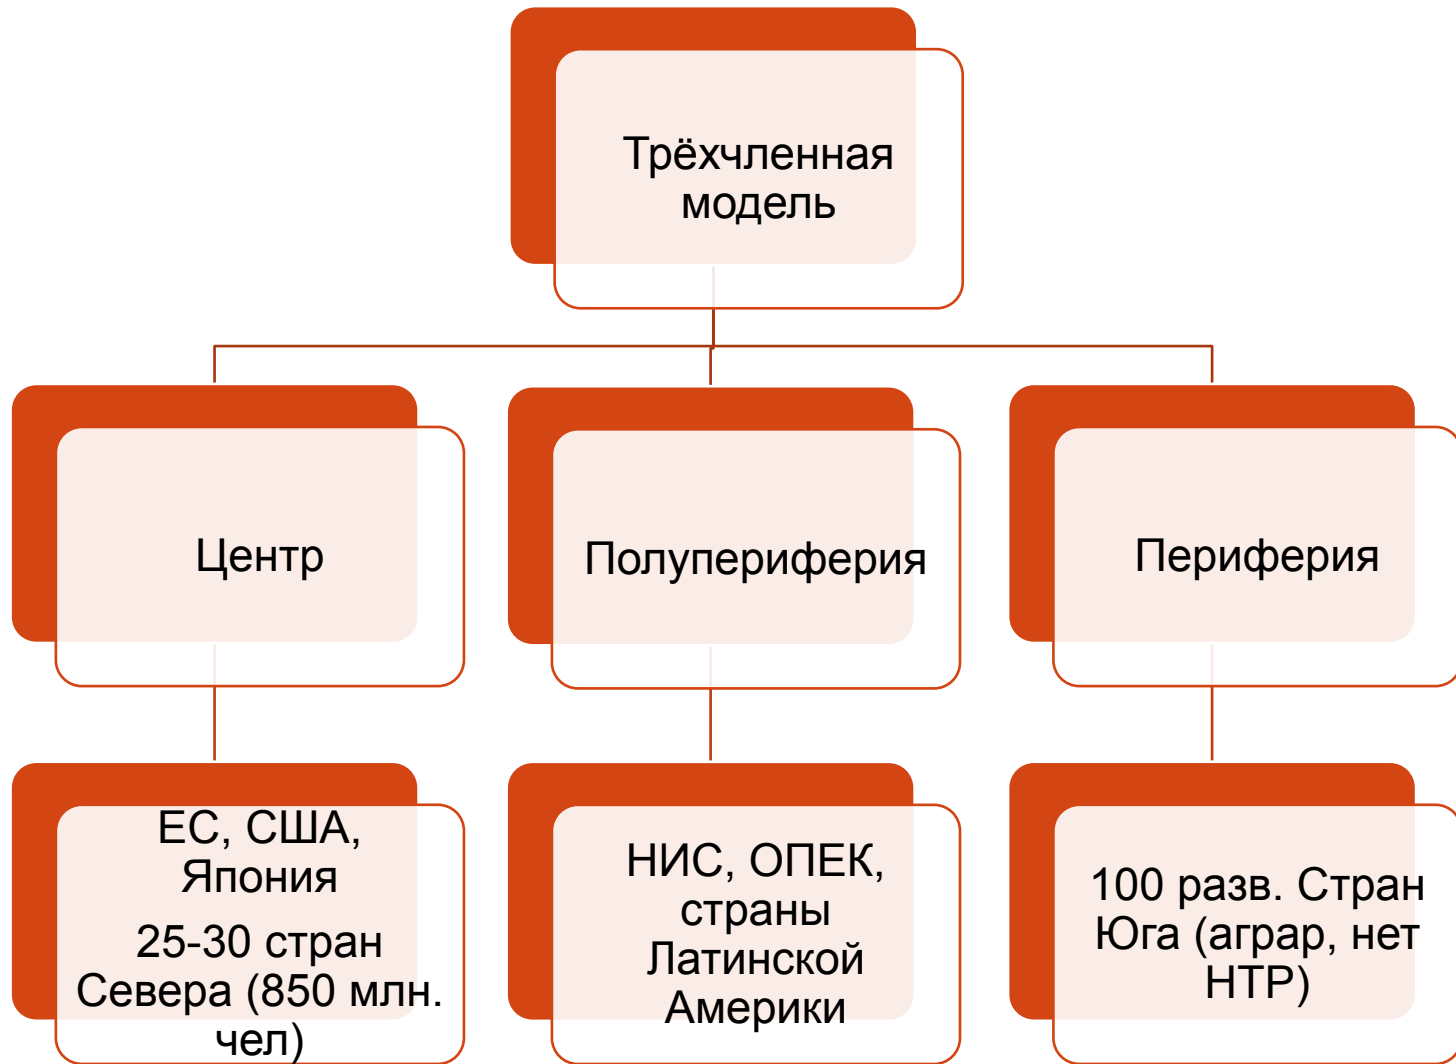 Трёхчленная
модель
Центр
Полупериферия
Периферия
ЕС, США,
Япония
25-30 стран
Севера (850 млн.
чел)
НИС, ОПЕК,
страны
Латинской
Америки
100 разв. Стран
Юга (аграр, нет
НТР)